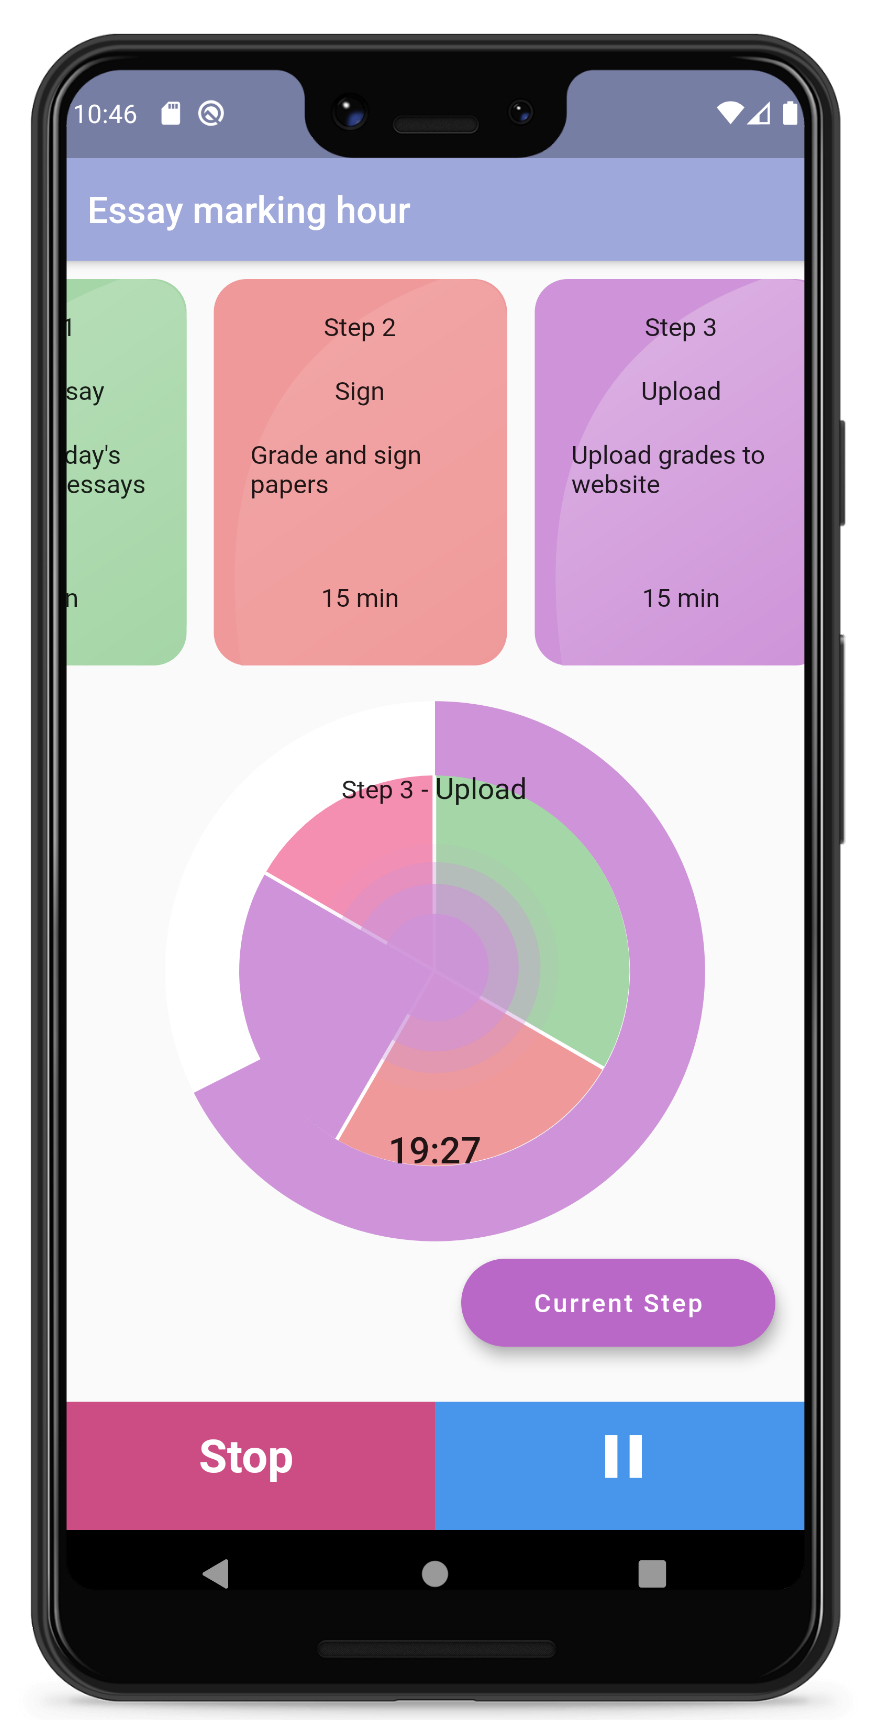 10:46
Essay marking hour
1
say
day's
essays
n
Step 2
Sign
Grade and sign
papers
15 min
Step 3
Upload
Upload grades to
website
15 min
Step 3 - Upload
19:27
Current Step
Stop